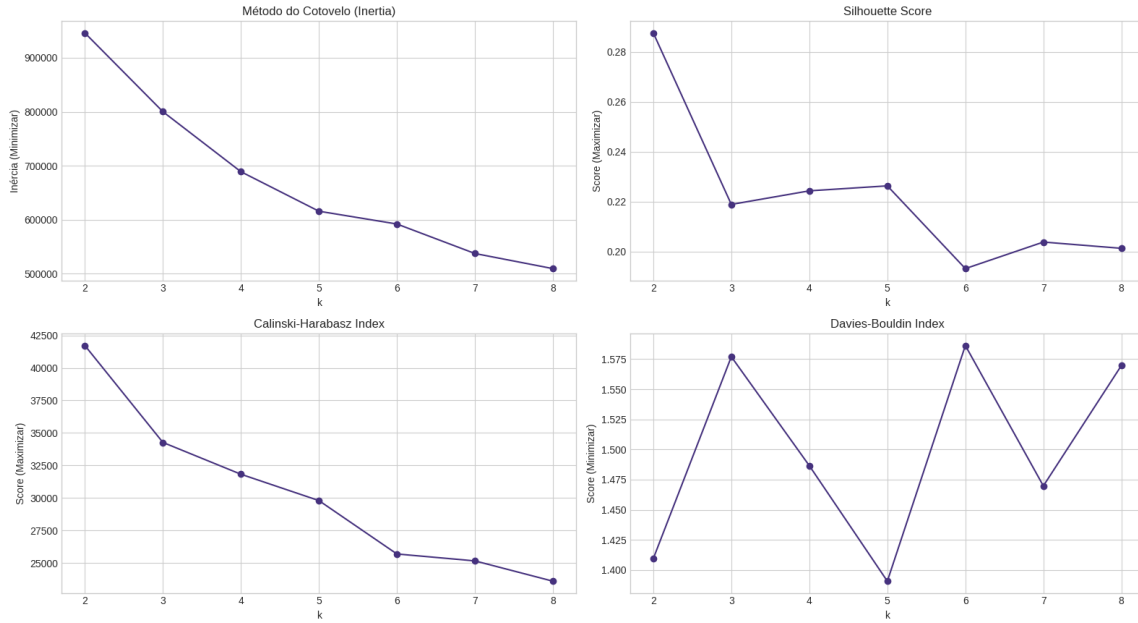 Método do Cotovelo (Inertia)
Inércia (Minimizar)
900000
800000
700000
600000
500000
2 3 4 5 6 7 8
k
Silhouette Score
Score (Maximizar)
0.28
0.26
0.24
0.22
0.20
2 3 4 5 6 7 8
k
Calinski-Harabasz Index
Score (Maximizar)
42500
40000
37500
35000
32500
30000
27500
25000
2 3 4 5 6 7 8
k
Davies-Bouldin Index
Score (Minimizar)
1.575
1.550
1.525
1.500
1.475
1.450
1.425
1.400
2 3 4 5 6 7 8
k